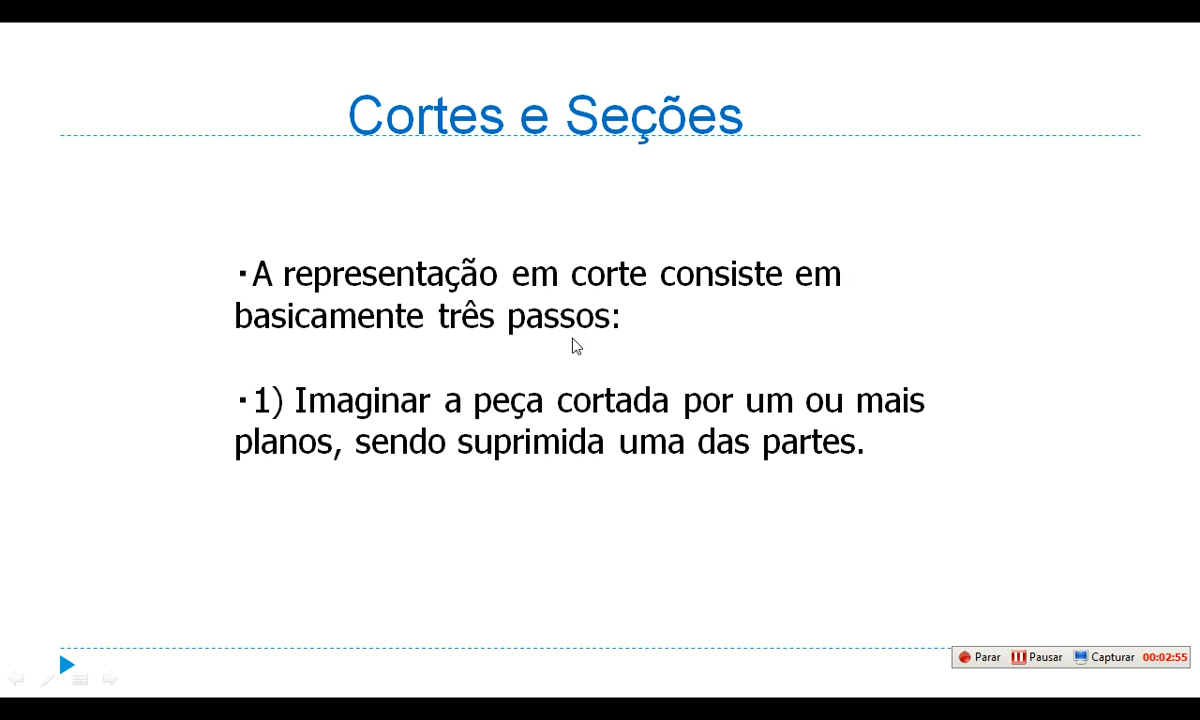 Cortes e Seções
▪A representação em corte consiste em
basicamente três passos:
▪1) Imaginar a peça cortada por um ou mais
planos, sendo suprimida uma das partes.
Parar Pausar Capturar 00:02:55